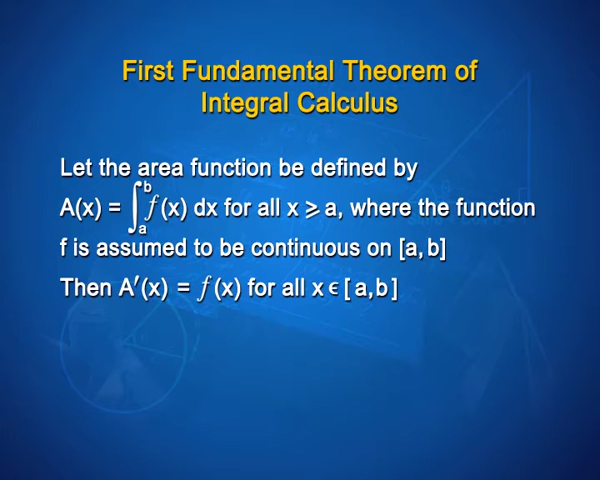 First Fundamental Theorem of
Integral Calculus
Let the area function be defined by
A(x) = ∫ₐᵇ f(x) dx for all x ⩾ a, where the function
f is assumed to be continuous on [a, b]
Then A′(x) = f(x) for all x ϵ [a,b]